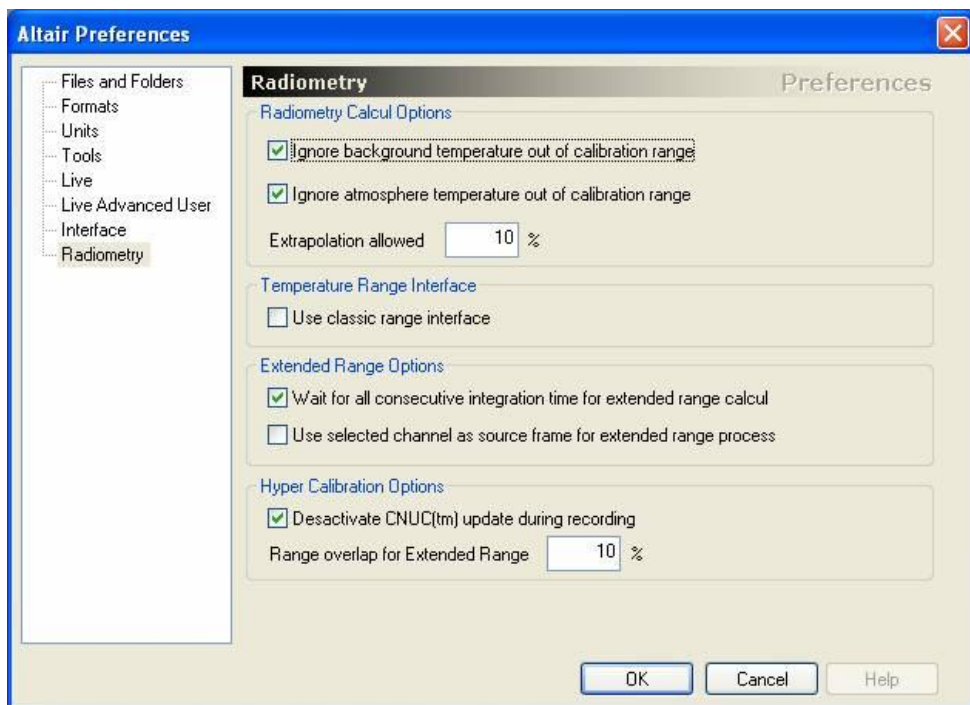 Altair Preferences
Files and Folders
Formats
Units
Tools
Live
Live Advanced User
Interface
Radiometry
Radiometry Preferences
Radiometry Calcul Options
Ignore background temperature out of calibration range
Ignore atmosphere temperature out of calibration range
Extrapolation allowed 10 %
Temperature Range Interface
Use classic range interface
Extended Range Options
Wait for all consecutive integration time for extended range calcul
Use selected channel as source frame for extended range process
Hyper Calibration Options
Desactivate CNUC(tm) update during recording
Range overlap for Extended Range 10 %
OK Cancel Help